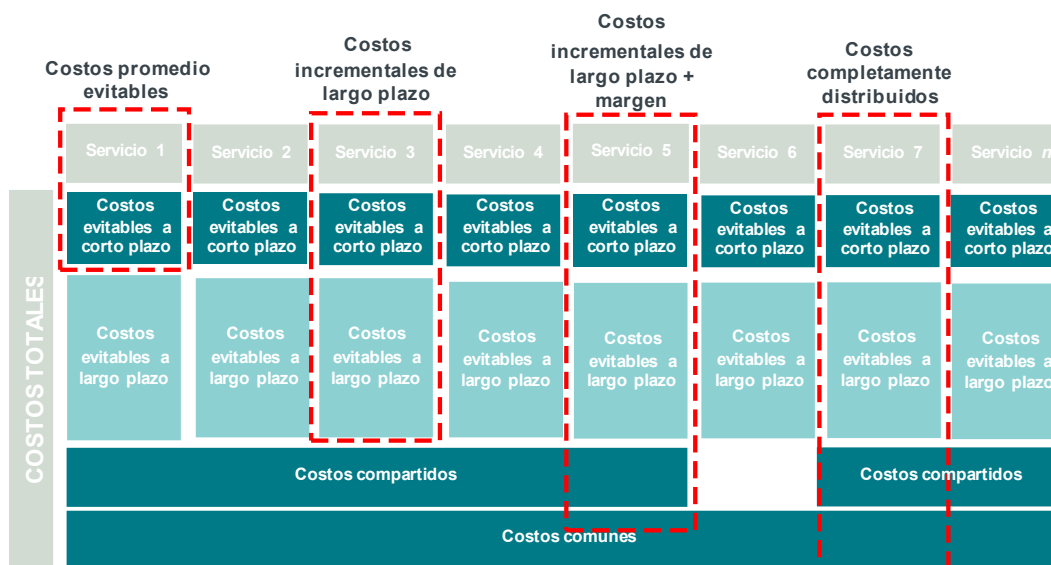 Costos promedio
evitables
Costos
incrementales de
largo plazo
Costos
incrementales de
largo plazo +
margen
Costos
completamente
distribuidos
Servicio 1
Servicio 2
Servicio 3
Servicio 4
Servicio 5
Servicio 6
Servicio 7
Servicio n
COSTOS TOTALES
Costos
evitables a
corto plazo
Costos
evitables a
corto plazo
Costos
evitables a
corto plazo
Costos
evitables a
corto plazo
Costos
evitables a
corto plazo
Costos
evitables a
corto plazo
Costos
evitables a
corto plazo
Costos
evitables a
corto plazo
Costos
evitables a
largo plazo
Costos
evitables a
largo plazo
Costos
evitables a
largo plazo
Costos
evitables a
largo plazo
Costos
evitables a
largo plazo
Costos
evitables a
largo plazo
Costos
evitables a
largo plazo
Costos
evitables a
largo plazo
Costos compartidos
Costos compartidos
Costos comunes